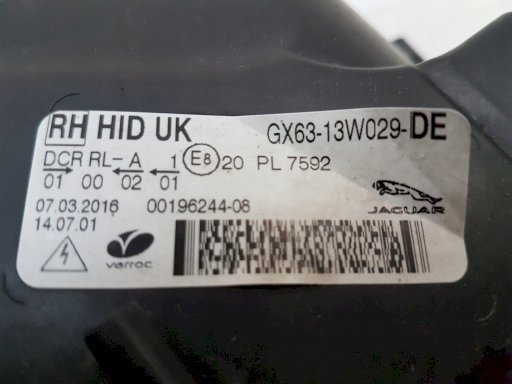 RH HID UK GX63-13W029-DE
DCR RL- A 1 E8 20 PL 7592
01 00 02 01
07.03.2016 00196244-08
14.07.01
JAGUAR
varroc